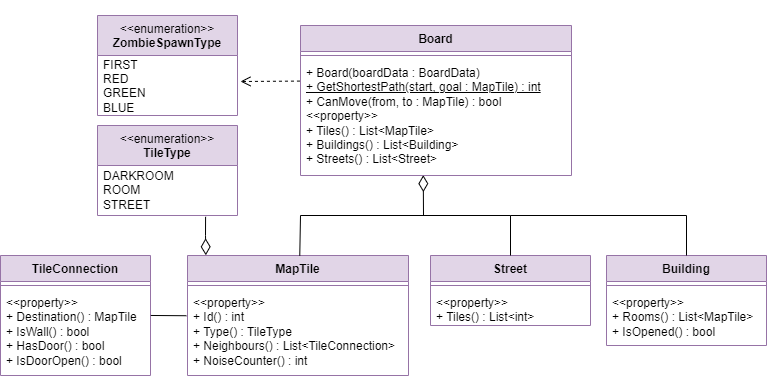 <<enumeration>>
ZombieSpawnType
FIRST
RED
GREEN
BLUE
Board
+ Board(boardData : BoardData)
+ GetShortestPath(start, goal : MapTile) : int
+ CanMove(from, to : MapTile) : bool
<<property>>
+ Tiles() : List<MapTile>
+ Buildings() : List<Building>
+ Streets() : List<Street>
<<enumeration>>
TileType
DARKROOM
ROOM
STREET
TileConnection
<<property>>
+ Destination() : MapTile
+ IsWall() : bool
+ HasDoor() : bool
+ IsDoorOpen() : bool
MapTile
<<property>>
+ Id() : int
+ Type() : TileType
+ Neighbours() : List<TileConnection>
+ NoiseCounter() : int
Street
<<property>>
+ Tiles() : List<int>
Building
<<property>>
+ Rooms() : List<MapTile>
+ IsOpened() : bool